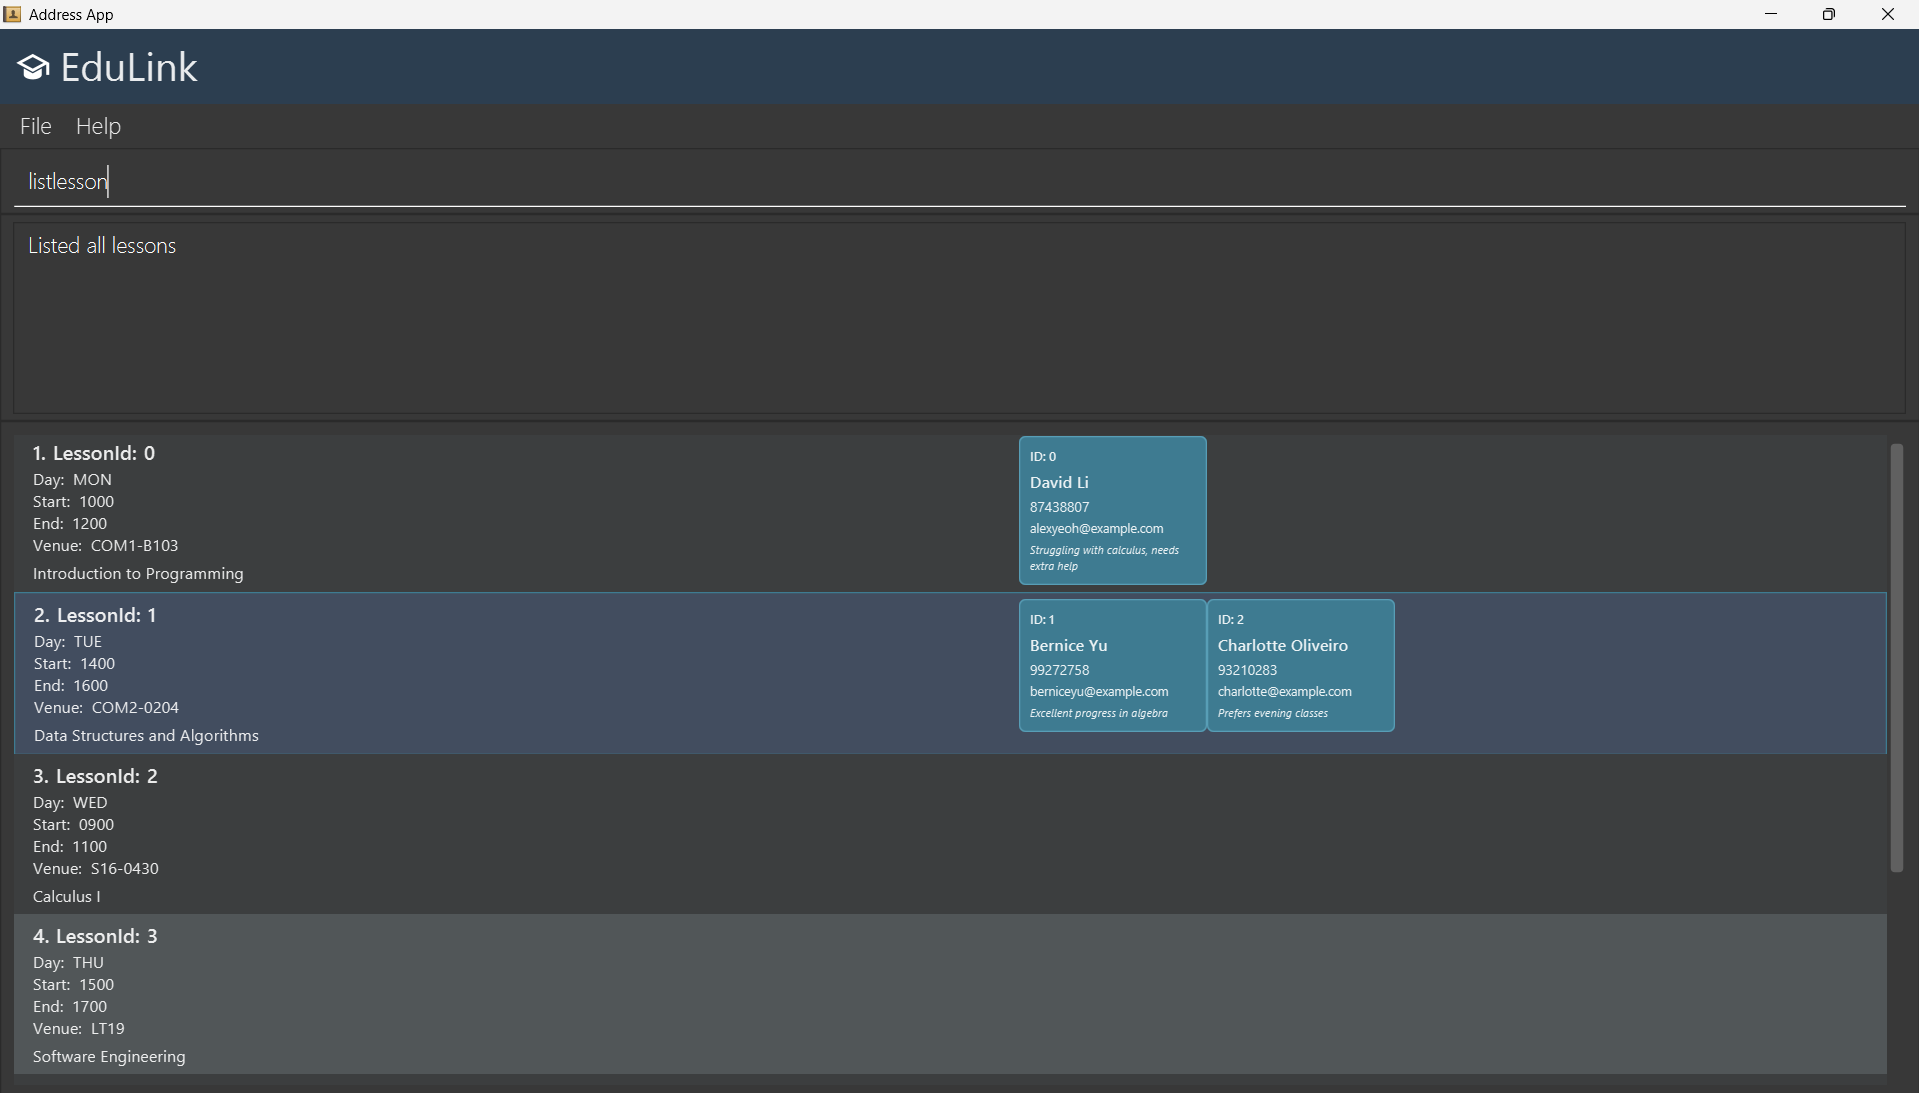 Address App
EduLink
File Help
listlesson
Listed all lessons
1. LessonId: 0
Day: MON
Start: 1000
End: 1200
Venue: COM1-B103
Introduction to Programming
ID: 0
David Li
87438807
alexyeoh@example.com
Struggling with calculus, needs
extra help
2. LessonId: 1
Day: TUE
Start: 1400
End: 1600
Venue: COM2-0204
Data Structures and Algorithms
ID: 1
Bernice Yu
99272758
berniceyu@example.com
Excellent progress in algebra
ID: 2
Charlotte Oliveiro
93210283
charlotte@example.com
Prefers evening classes
3. LessonId: 2
Day: WED
Start: 0900
End: 1100
Venue: S16-0430
Calculus I
4. LessonId: 3
Day: THU
Start: 1500
End: 1700
Venue: LT19
Software Engineering